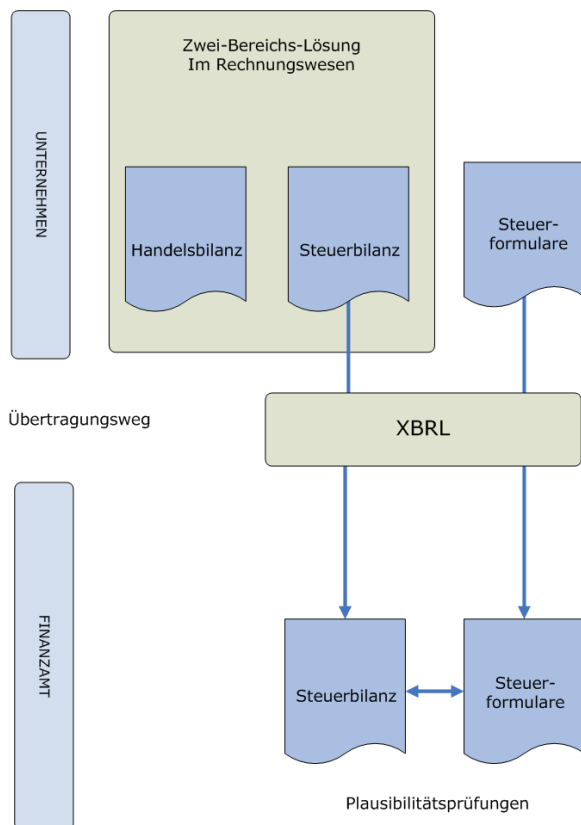 Zwei-Bereichs-Lösung
Im Rechnungswesen
UNTERNEHMEN
Handelsbilanz
Steuerbilanz
Steuer-
formulare
Übertragungsweg
XBRL
FINANZAMT
Steuerbilanz
Steuer-
formulare
Plausibilitätsprüfungen